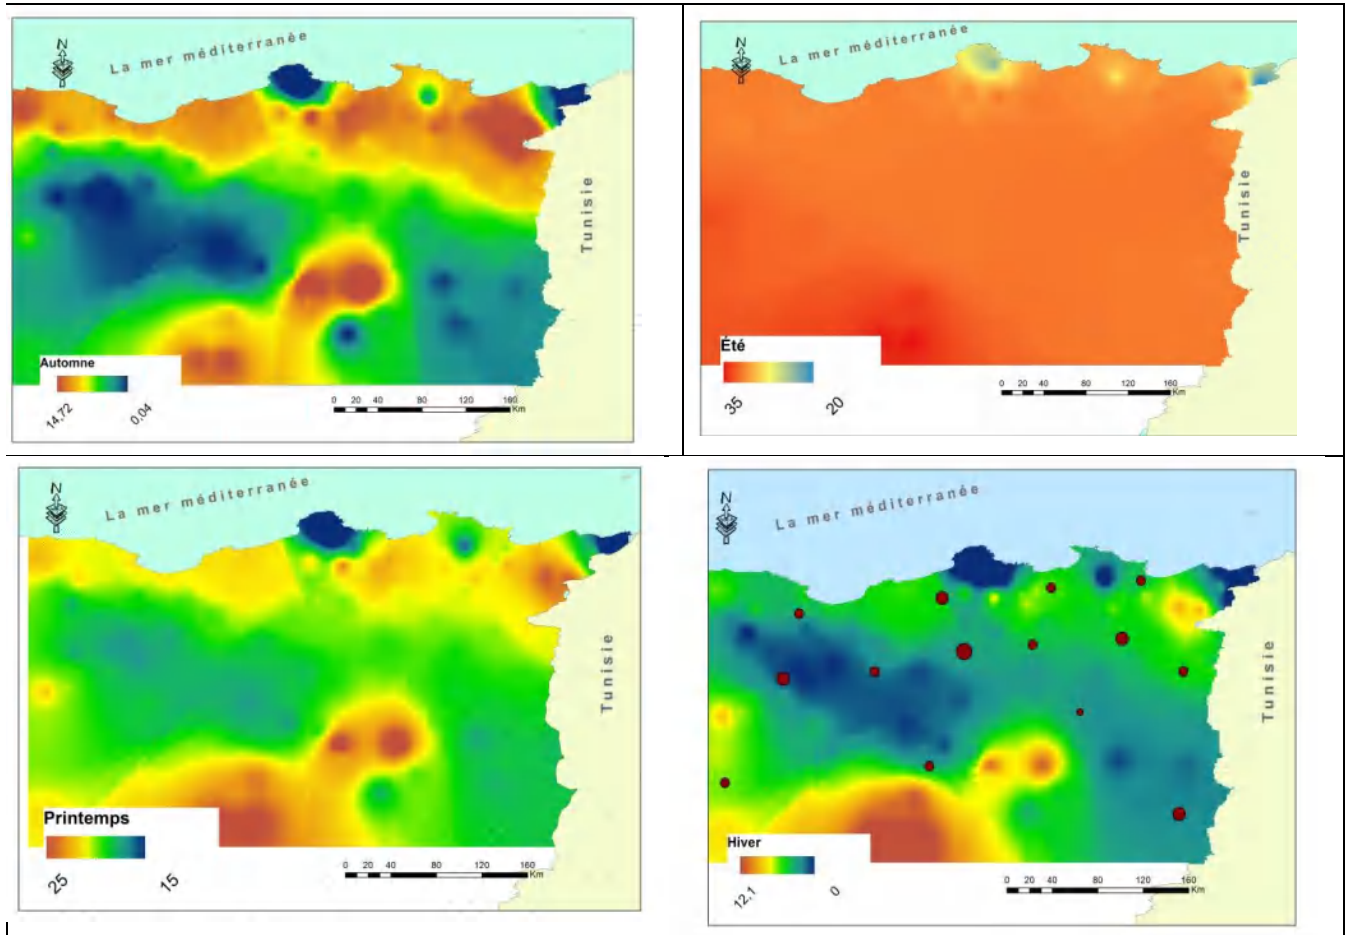 N
La mer méditerranée
Tunisie
Automne
14,72
0,04
0 20 40 80 120 160
Km
N
La mer méditerranée
Tunisie
Été
35
20
0 20 40 80 120 160
Km
N
La mer méditerranée
Tunisie
Printemps
25
15
0 20 40 80 120 160
Km
N
La mer méditerranée
Tunisie
Hiver
12,1
0
0 20 40 80 120 160
Km